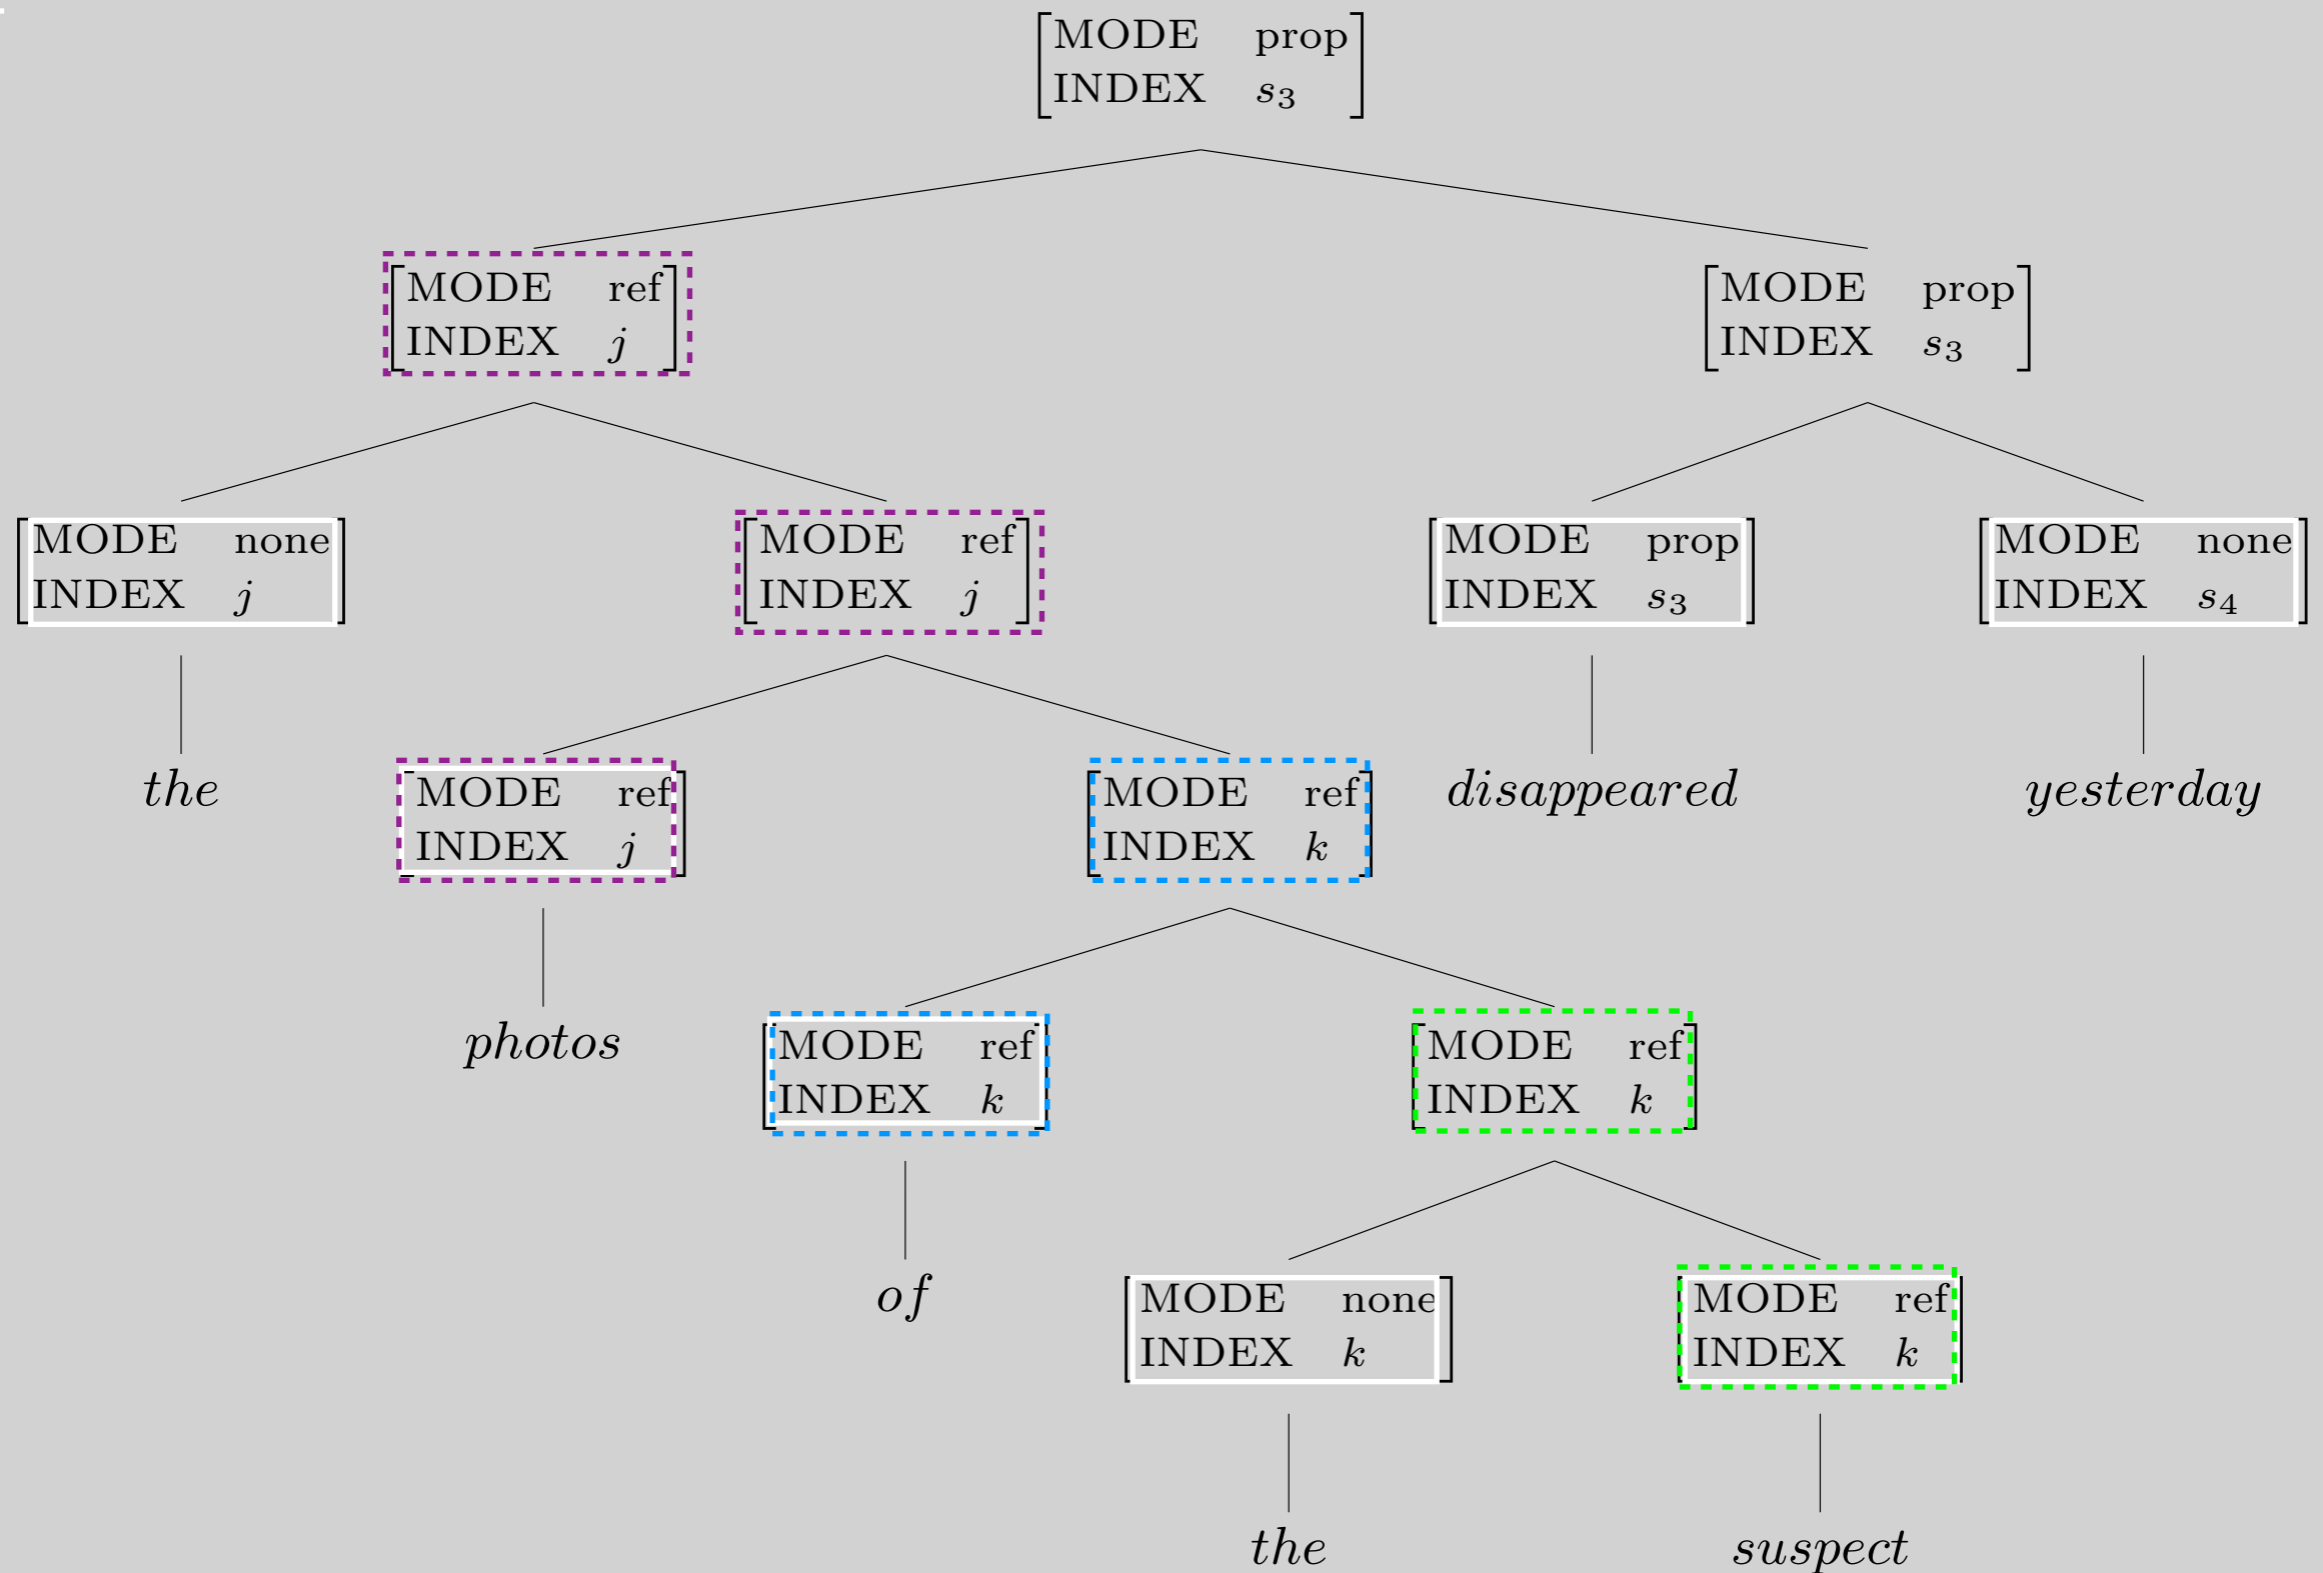 MODE prop
INDEX s₃
MODE ref
INDEX j
MODE prop
INDEX s₃
MODE none
INDEX j
MODE ref
INDEX j
MODE prop
INDEX s₃
MODE none
INDEX s₄
the
MODE ref
INDEX j
MODE ref
INDEX k
disappeared
yesterday
photos
MODE ref
INDEX k
MODE ref
INDEX k
of
MODE none
INDEX k
MODE ref
INDEX k
the
suspect